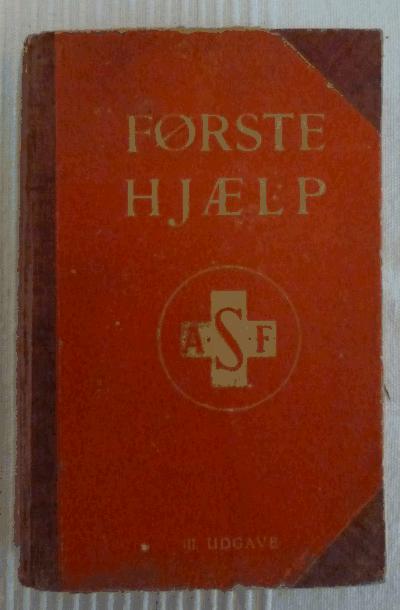 FØRSTE
HJÆLP
A·S·F
III. UDGAVE